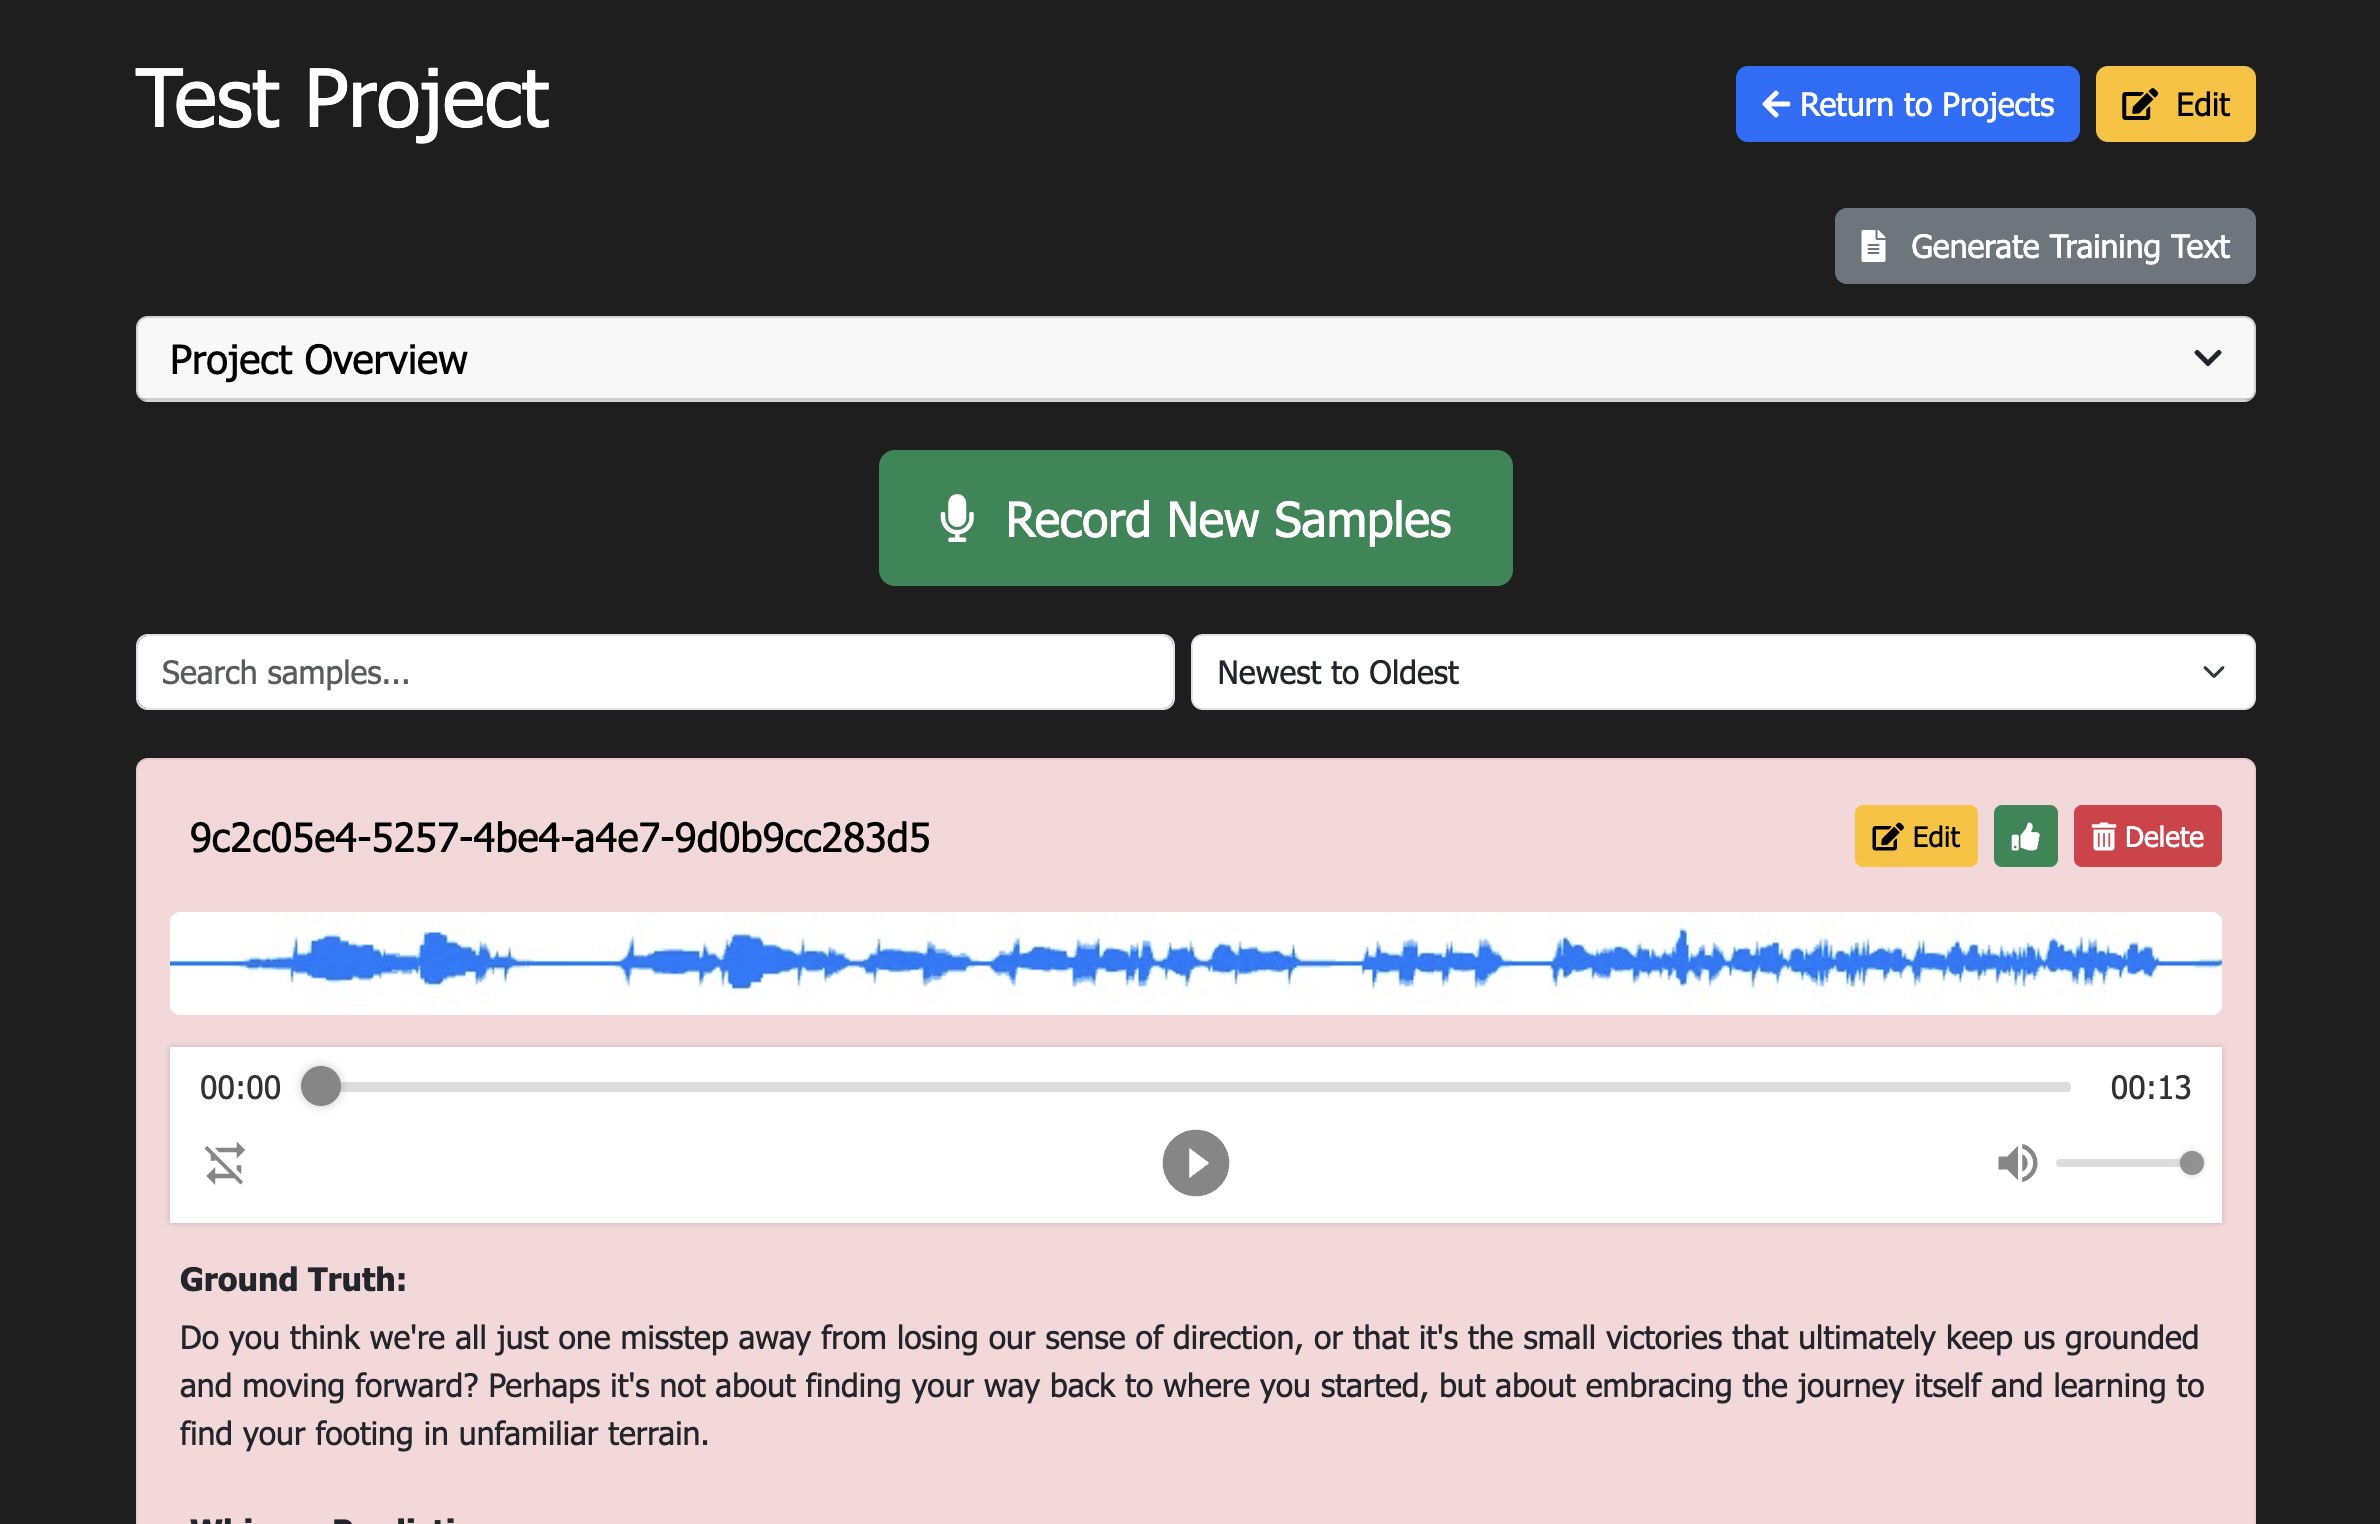 Test Project
Return to Projects
Edit
Generate Training Text
Project Overview
Record New Samples
Search samples...
Newest to Oldest
9c2c05e4-5257-4be4-a4e7-9d0b9cc283d5
Edit
Delete
00:00
00:13
Ground Truth:
Do you think we're all just one misstep away from losing our sense of direction, or that it's the small victories that ultimately keep us grounded
and moving forward? Perhaps it's not about finding your way back to where you started, but about embracing the journey itself and learning to
find your footing in unfamiliar terrain.